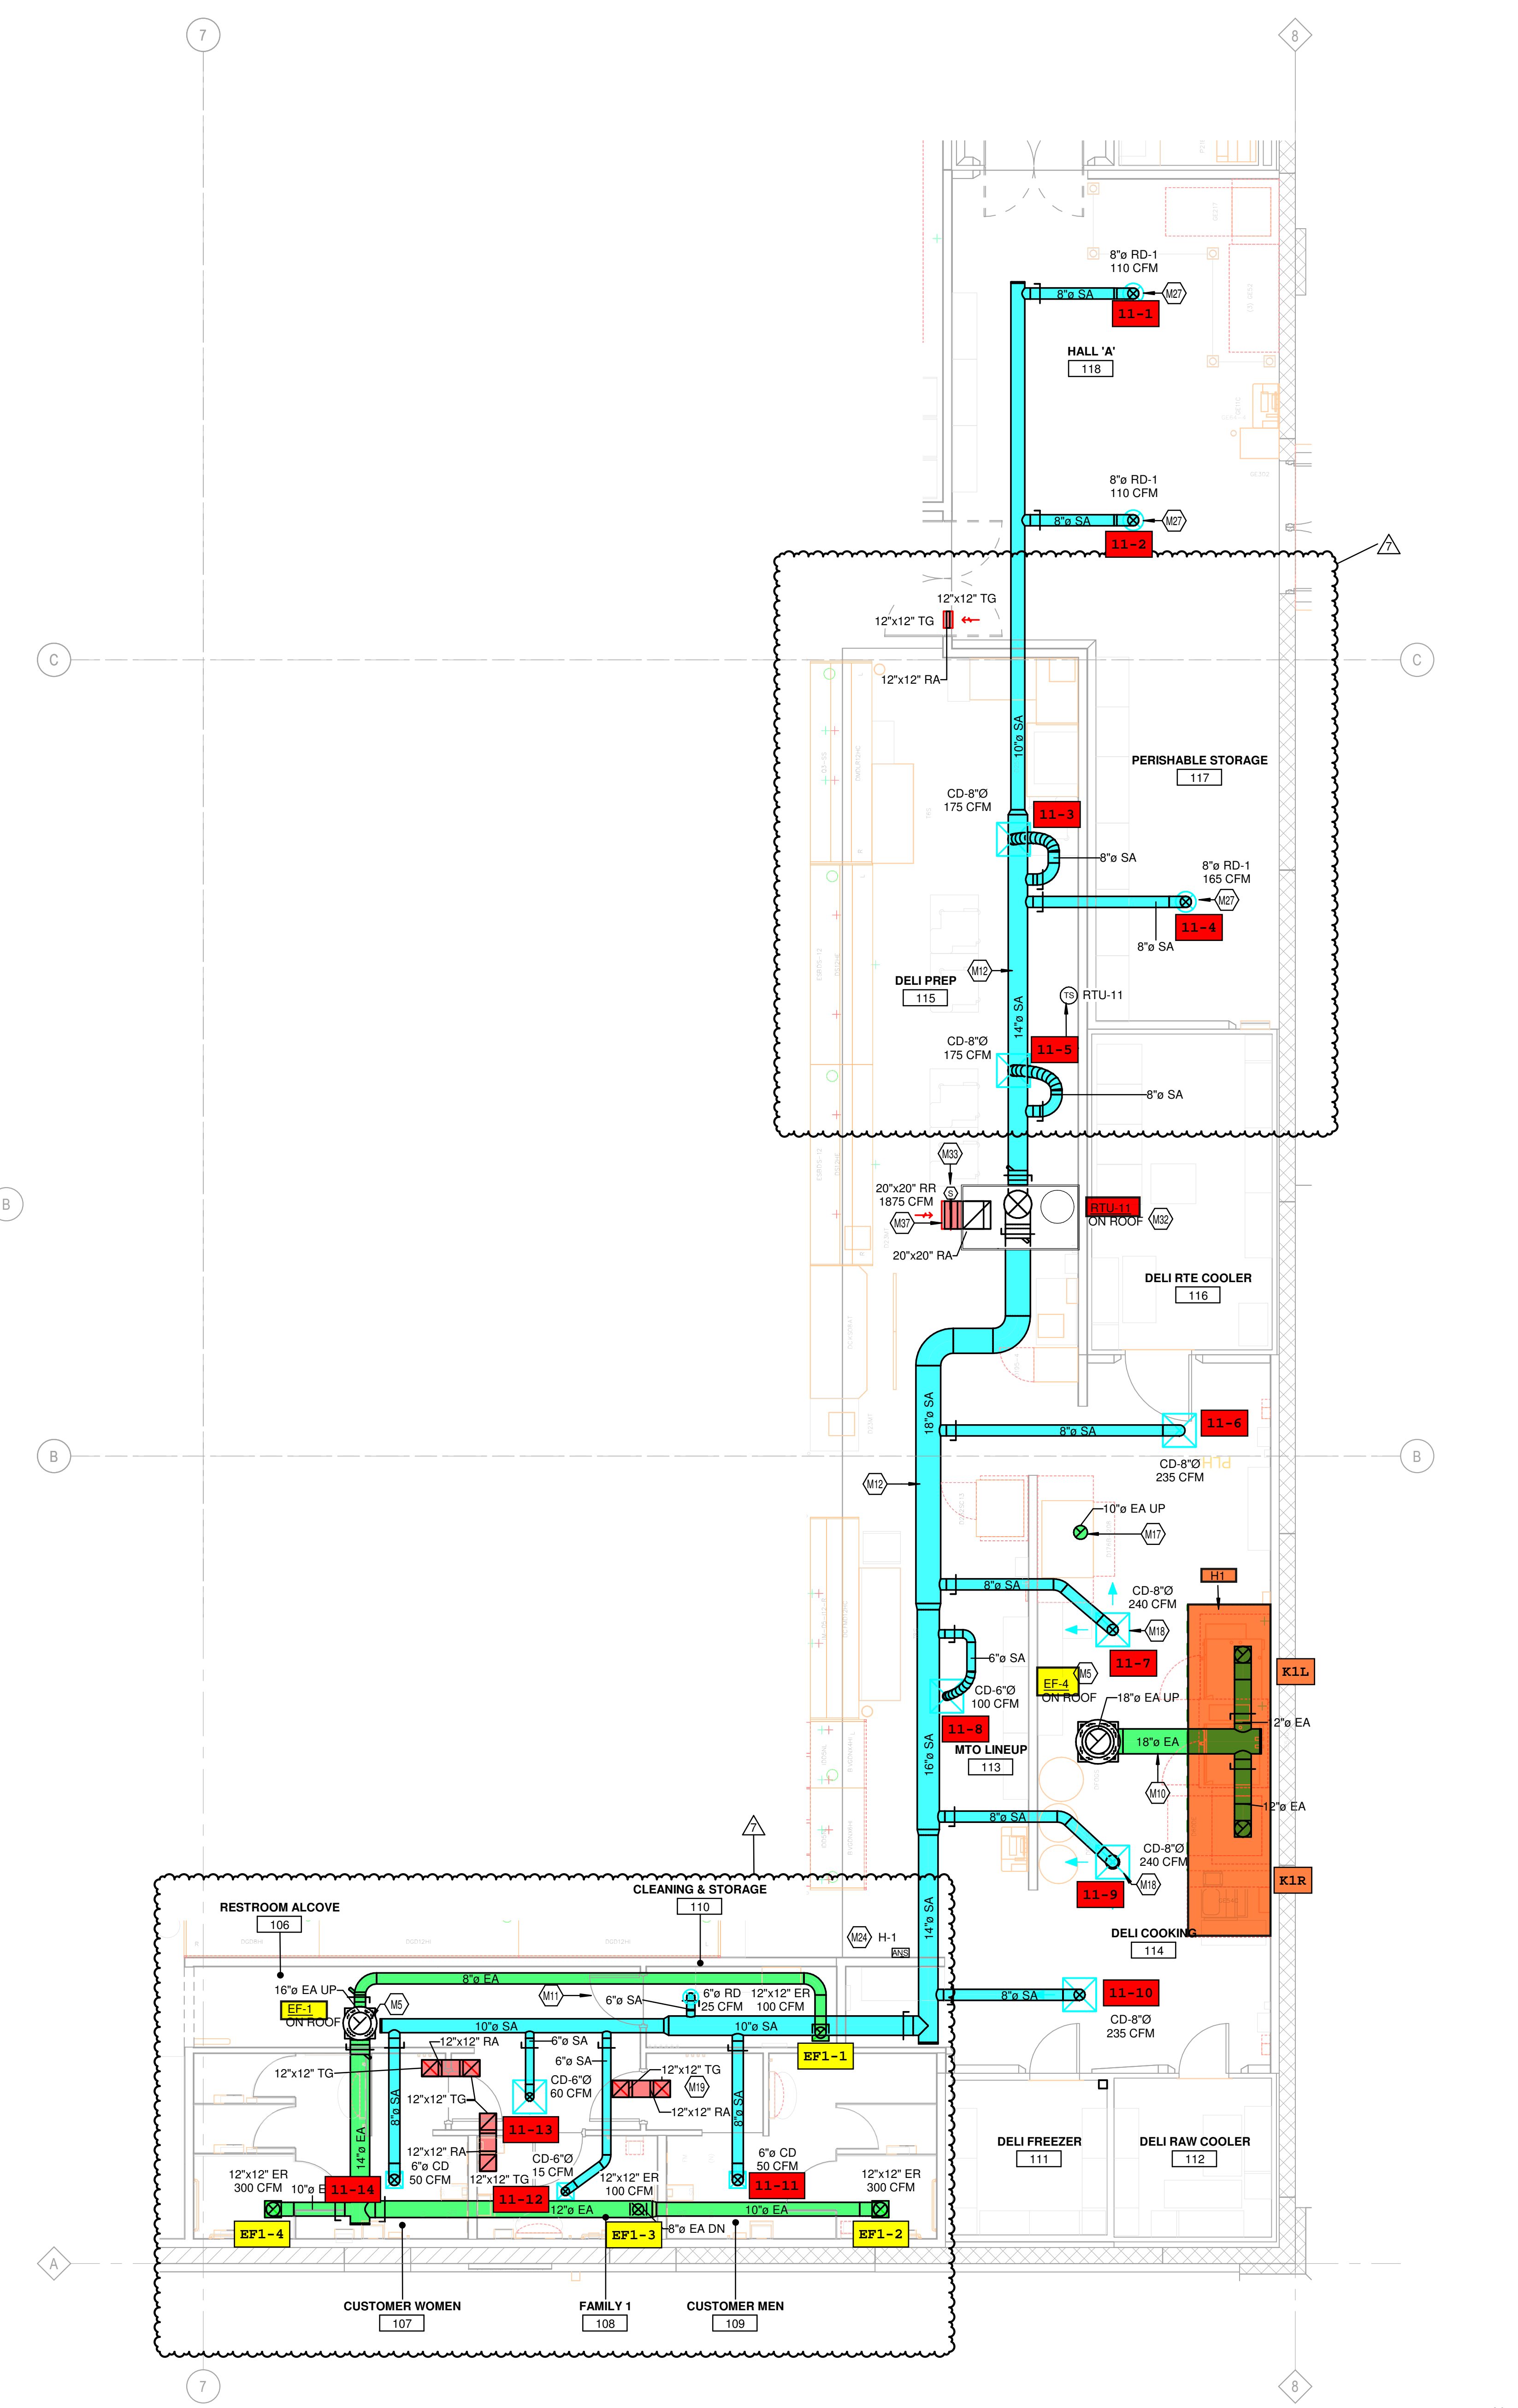 7
8
8"ø RD-1
110 CFM
8"ø SA
M27
11-1
HALL 'A'
118
8"ø RD-1
110 CFM
8"ø SA
M27
11-2
7
12"x12" TG
12"x12" TG
C
C
12"x12" RA
10"ø SA
PERISHABLE STORAGE
117
CD-8"Ø
175 CFM
11-3
8"ø SA
8"ø RD-1
165 CFM
M27
11-4
8"ø SA
M12
DELI PREP
115
TS
RTU-11
14"ø SA
CD-8"Ø
175 CFM
11-5
8"ø SA
M33
20"x20" RR
1875 CFM
S
M37
20"x20" RA
RTU-11
ON ROOF
M32
B
DELI RTE COOLER
116
18"ø SA
8"ø SA
11-6
CD-8"Ø
235 CFM
B
B
M12
10"ø EA UP
M17
8"ø SA
CD-8"Ø
240 CFM
M18
11-7
H1
6"ø SA
CD-6"Ø
100 CFM
11-8
M5
EF-4
ON ROOF
18"ø EA UP
K1L
12"ø EA
18"ø EA
M10
12"ø EA
MTO LINEUP
113
16"ø SA
8"ø SA
CD-8"Ø
240 CFM
M18
11-9
K1R
7
DELI COOKING
114
14"ø SA
CLEANING & STORAGE
110
RESTROOM ALCOVE
106
M24
H-1
ANS
8"ø EA
16"ø EA UP
EF-1
ON ROOF
M5
M11
6"ø SA
6"ø RD
25 CFM
12"x12" ER
100 CFM
8"ø SA
11-10
CD-8"Ø
235 CFM
10"ø SA
10"ø SA
EF1-1
12"x12" RA
12"x12" TG
12"x12" TG
6"ø SA
6"ø SA
CD-6"Ø
60 CFM
11-13
12"x12" TG
M19
12"x12" RA
8"ø SA
8"ø SA
14"ø EA
12"x12" RA
6"ø CD
50 CFM
12"x12" TG
CD-6"Ø
15 CFM
11-12
12"x12" ER
100 CFM
6"ø CD
50 CFM
11-11
12"x12" ER
300 CFM
12"x12" ER
300 CFM
11-14
10"ø E
12"ø EA
10"ø EA
EF1-4
EF1-3
8"ø EA DN
EF1-2
DELI FREEZER
111
DELI RAW COOLER
112
A
CUSTOMER WOMEN
107
FAMILY 1
108
CUSTOMER MEN
109
7
8